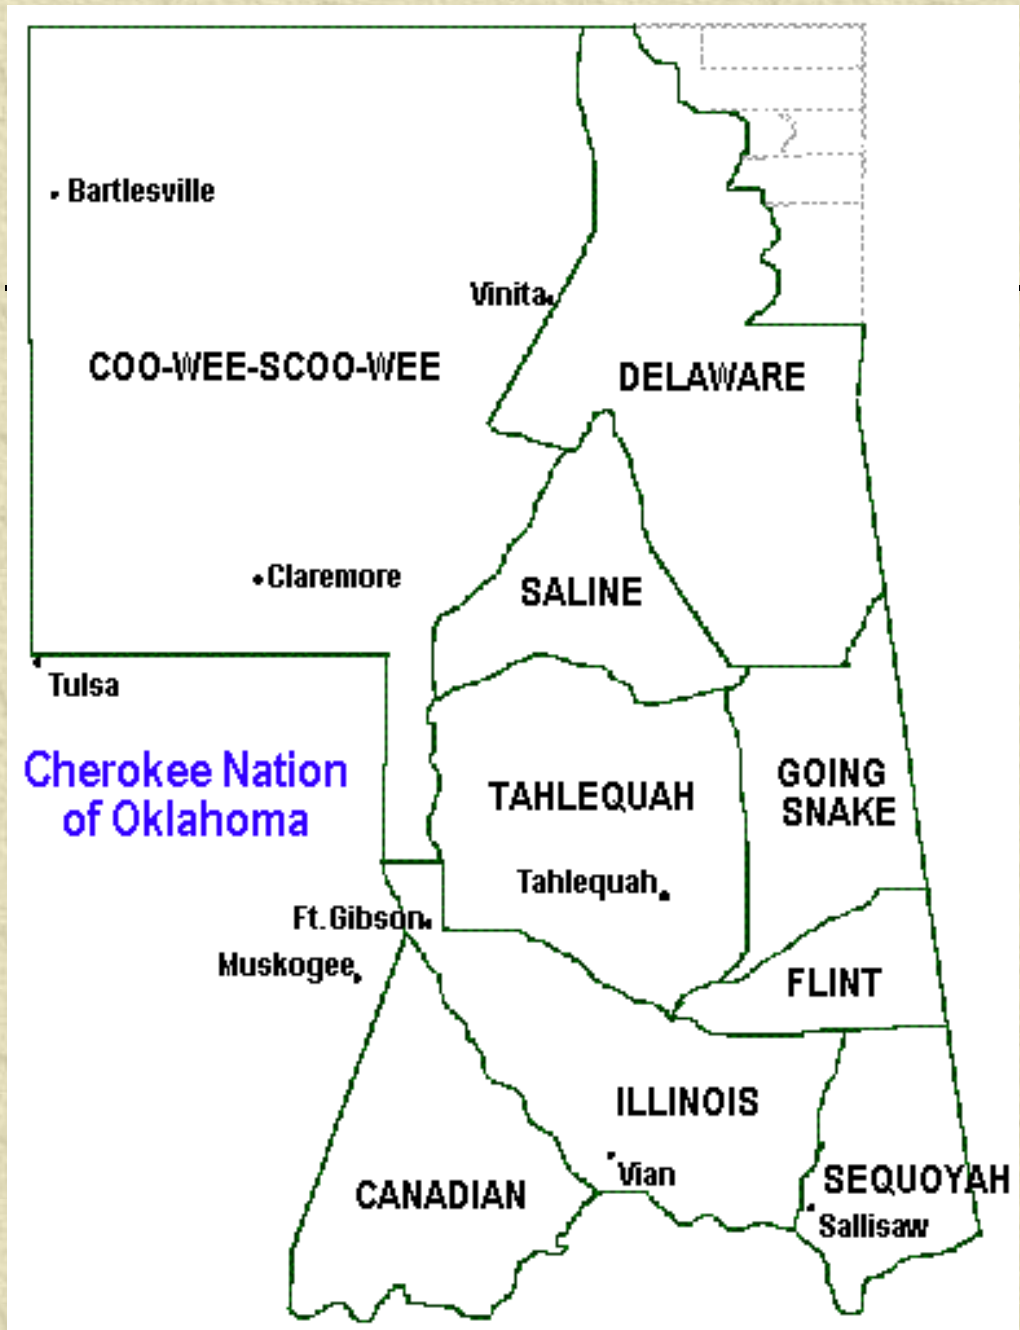 Bartlesville
Vinita
COO-WEE-SCOO-WEE
DELAWARE
Claremore
SALINE
Tulsa
Cherokee Nation
of Oklahoma
TAHLEQUAH
GOING
SNAKE
Tahlequah
Ft. Gibson
Muskogee
FLINT
ILLINOIS
Vian
CANADIAN
SEQUOYAH
Sallisaw